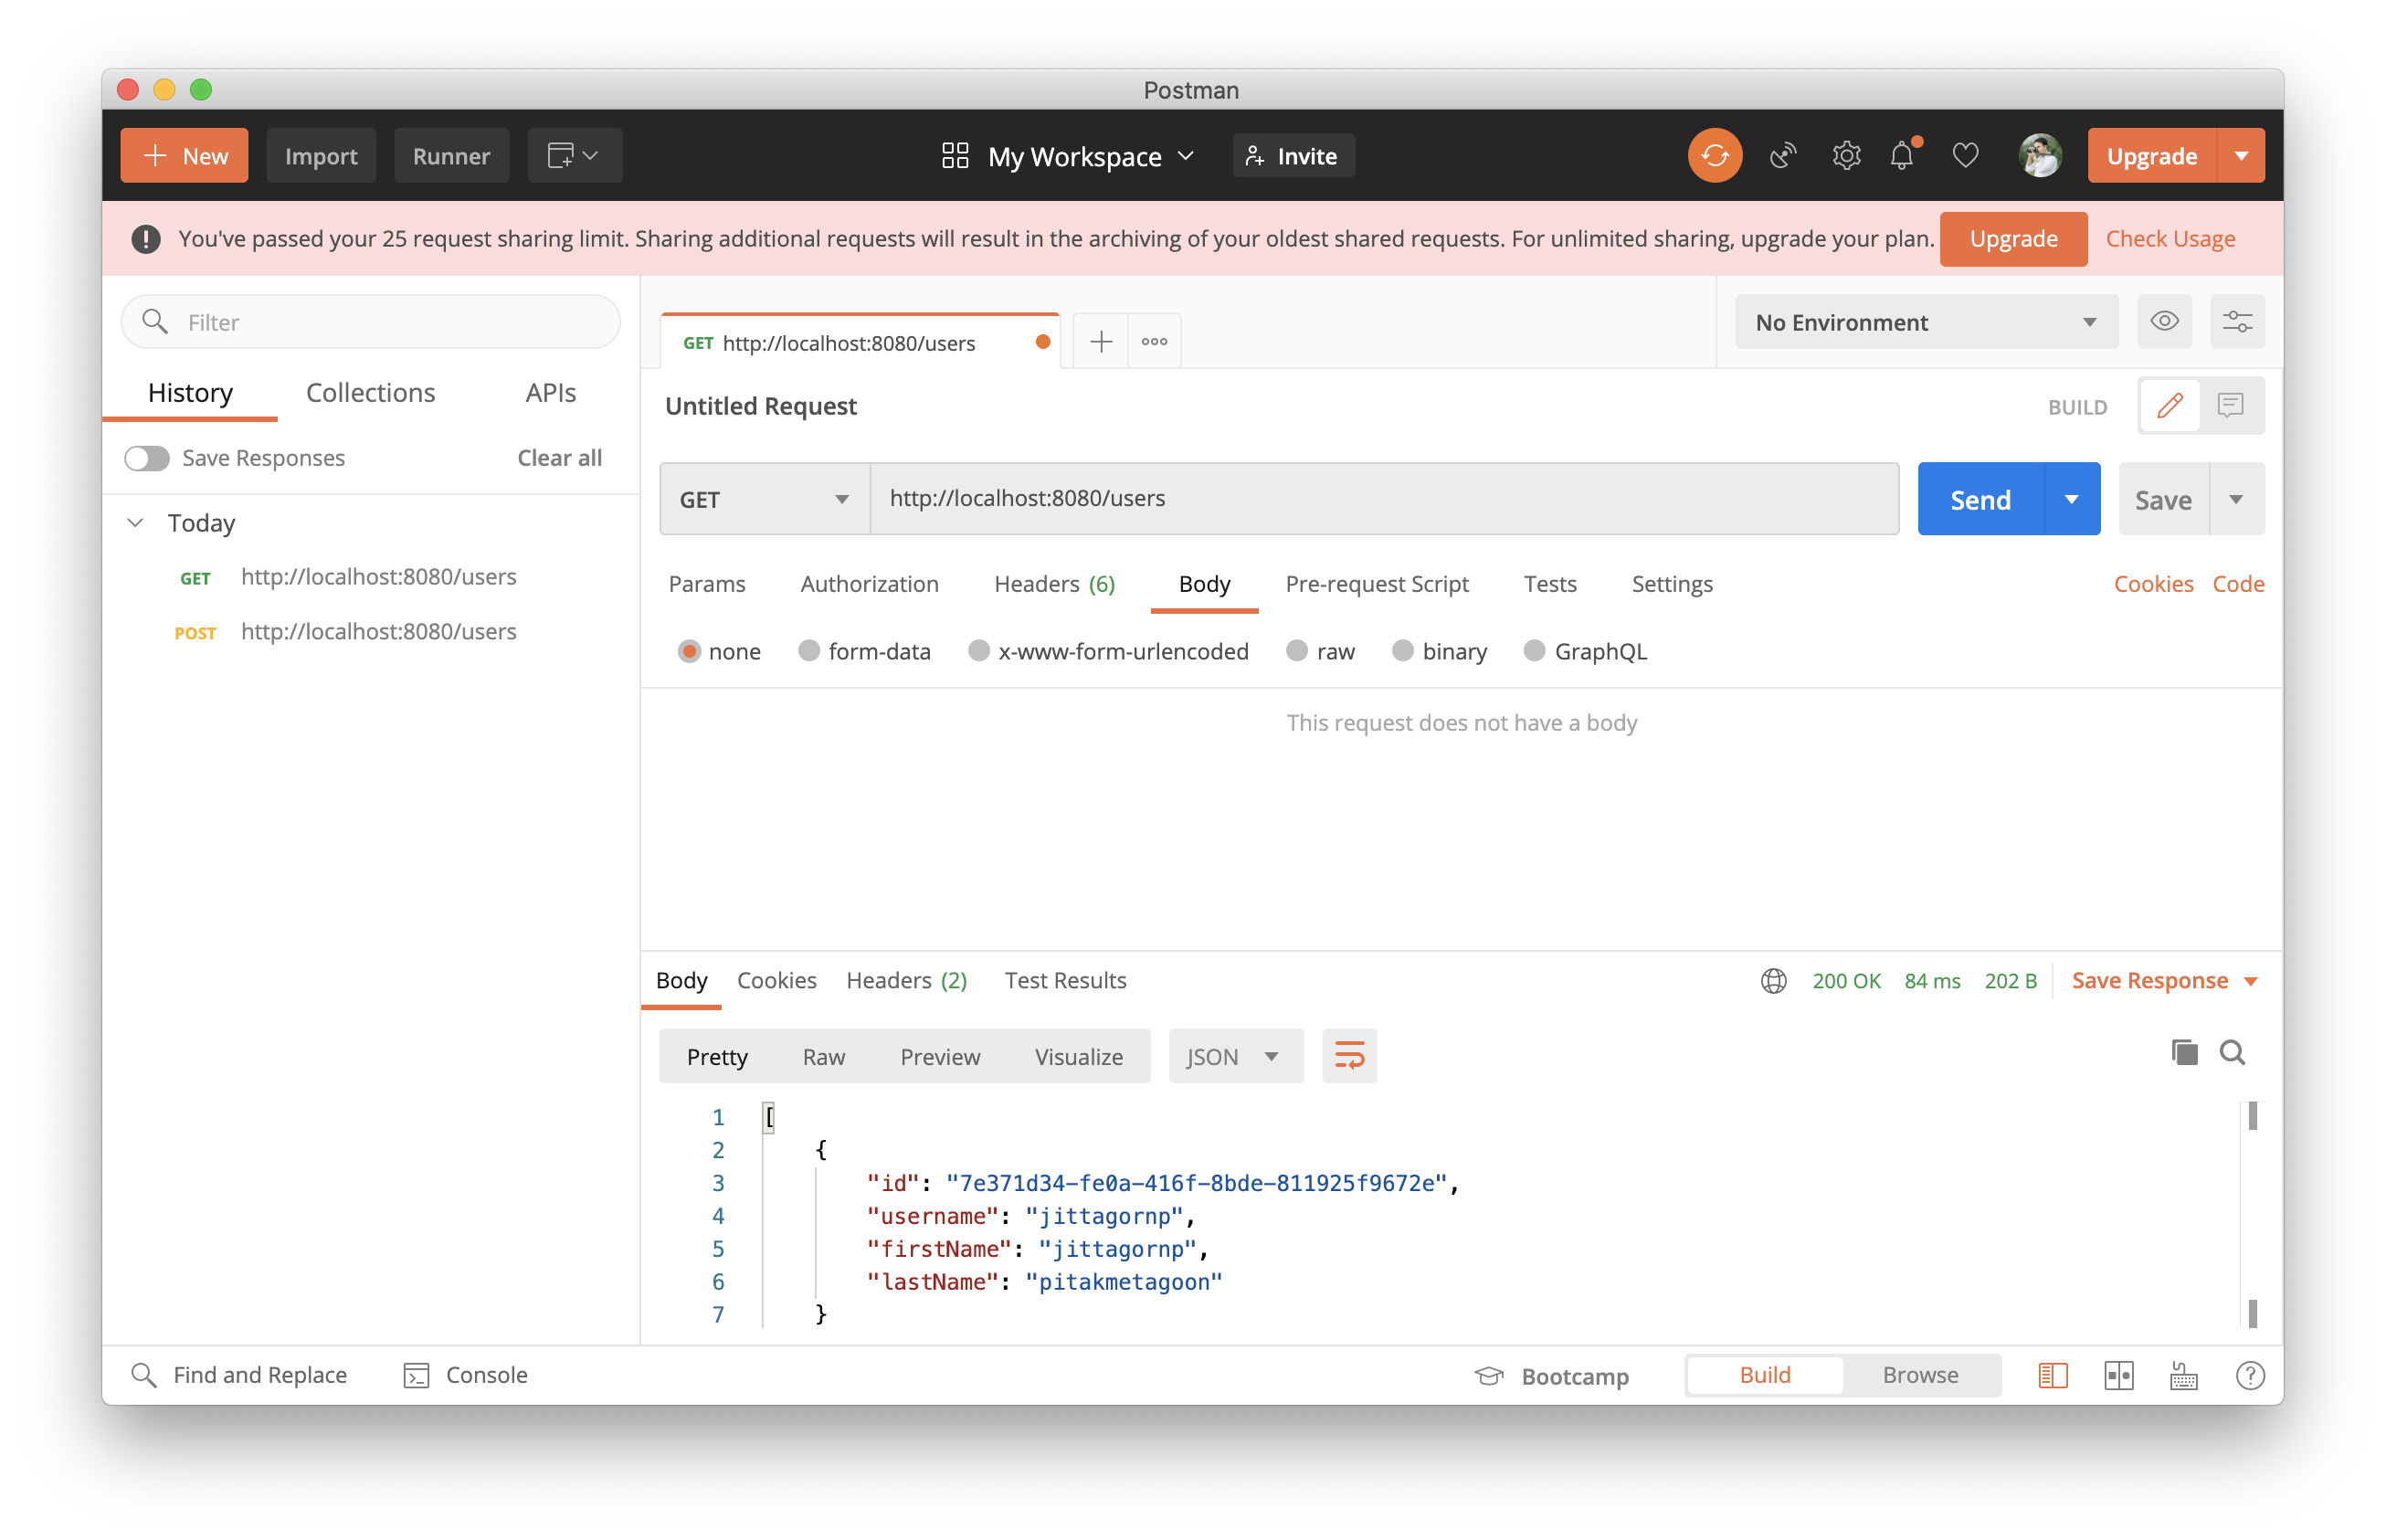 Postman
New Import Runner My Workspace Invite Upgrade
You've passed your 25 request sharing limit. Sharing additional requests will result in the archiving of your oldest shared requests. For unlimited sharing, upgrade your plan. Upgrade Check Usage
Filter
GET http://localhost:8080/users
No Environment
History Collections APIs
Untitled Request
BUILD
Save Responses Clear all
GET http://localhost:8080/users Send Save
Today
GET http://localhost:8080/users
POST http://localhost:8080/users
Params Authorization Headers (6) Body Pre-request Script Tests Settings Cookies Code
none form-data x-www-form-urlencoded raw binary GraphQL
This request does not have a body
Body Cookies Headers (2) Test Results 200 OK 84 ms 202 B Save Response
Pretty Raw Preview Visualize JSON
1 [
2 {
3 "id": "7e371d34-fe0a-416f-8bde-811925f9672e",
4 "username": "jittagornp",
5 "firstName": "jittagornp",
6 "lastName": "pitakmetagoon"
7 }
Find and Replace Console Bootcamp Build Browse